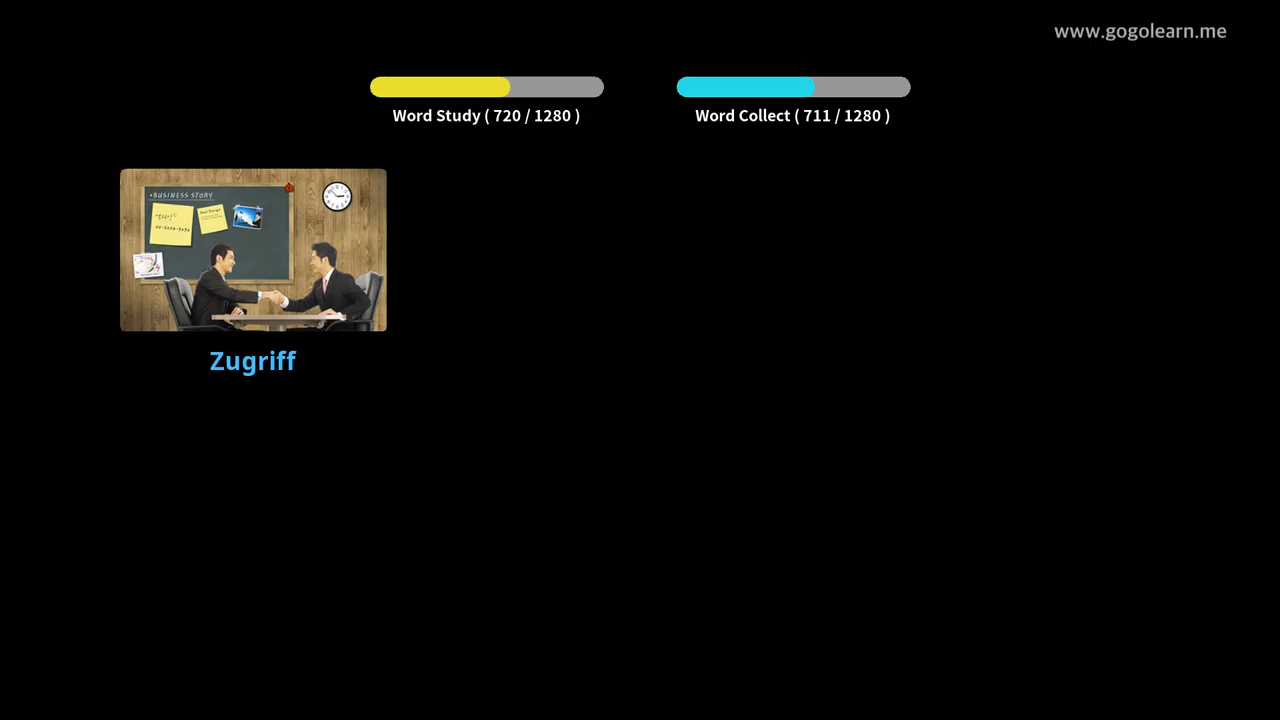 www.gogolearn.me
Word Study ( 720 / 1280 )
Word Collect ( 711 / 1280 )
•BUSINESS STORY
Zugriff